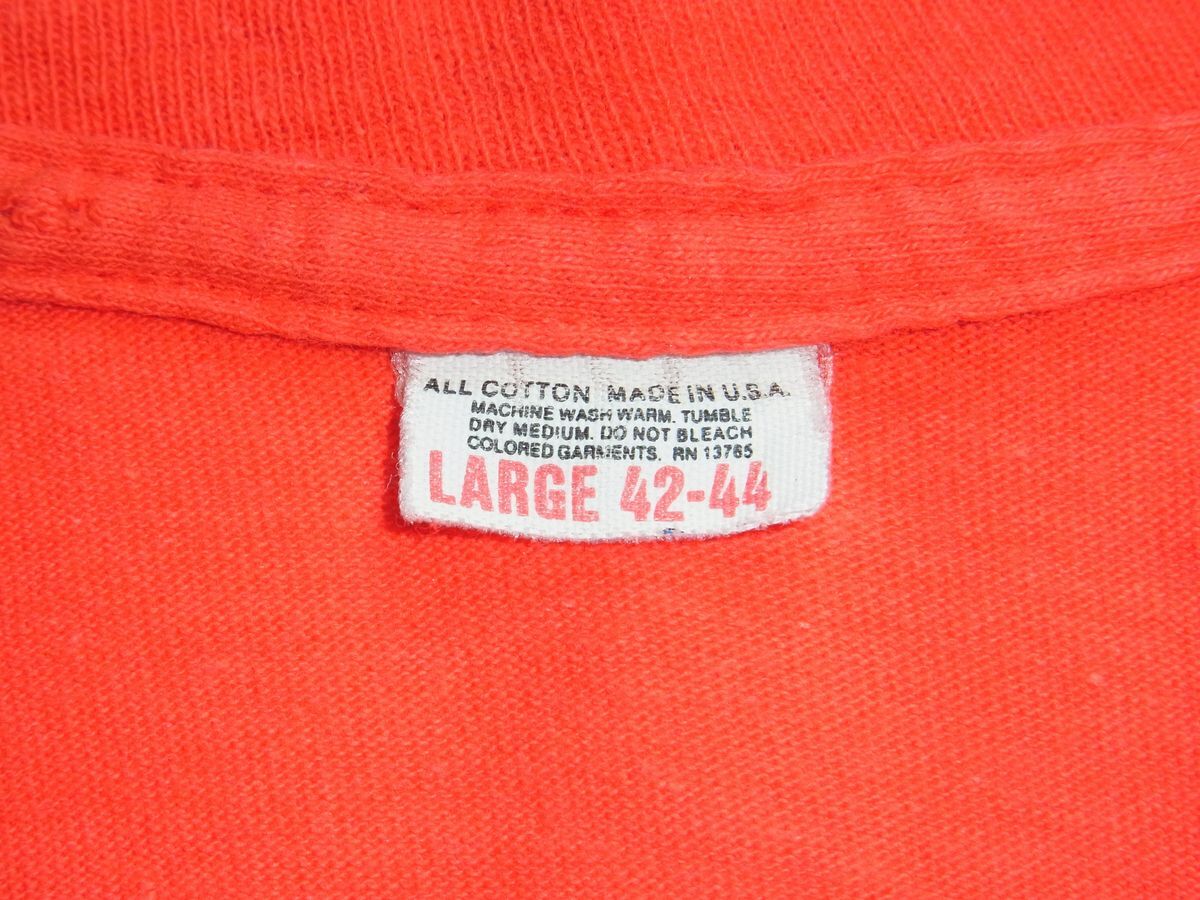 ALL COTTON MADE IN U.S.A.
MACHINE WASH WARM. TUMBLE
DRY MEDIUM. DO NOT BLEACH
COLORED GARMENTS. RN 13765
LARGE 42-44